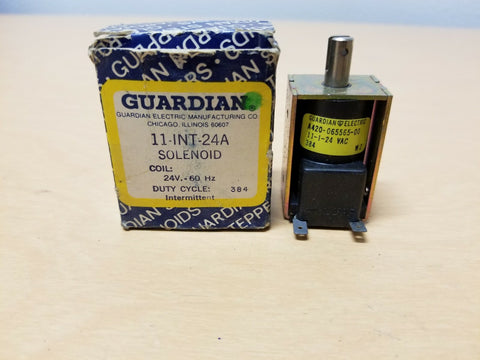 GUARDIAN
GUARDIAN ELECTRIC MANUFACTURING CO
CHICAGO, ILLINOIS 60607
11-INT-24A
SOLENOID
COIL:
24V.-60 Hz
DUTY CYCLE: 384
Intermittent
GUARDIAN ELECTRIC
A420-065565-00
11-I-24 VAC
384